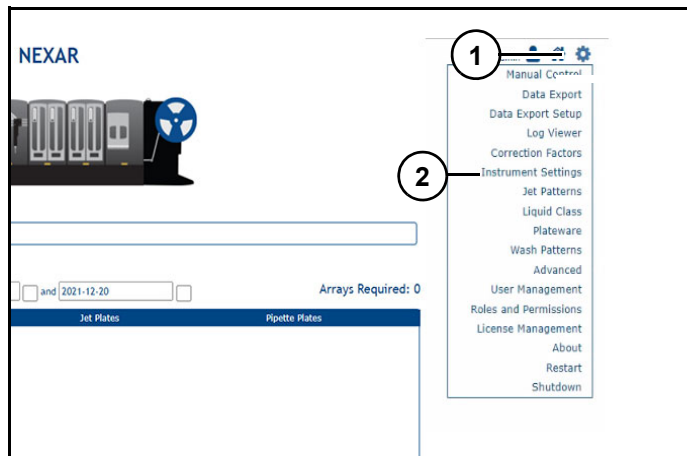 NEXAR
1
Manual Control
Data Export
Data Export Setup
Log Viewer
Correction Factors
2
Instrument Settings
Jet Patterns
Liquid Class
Plateware
Wash Patterns
Advanced
User Management
Roles and Permissions
License Management
About
Restart
Shutdown
and 2021-12-20
Arrays Required: 0
Jet Plates Pipette Plates